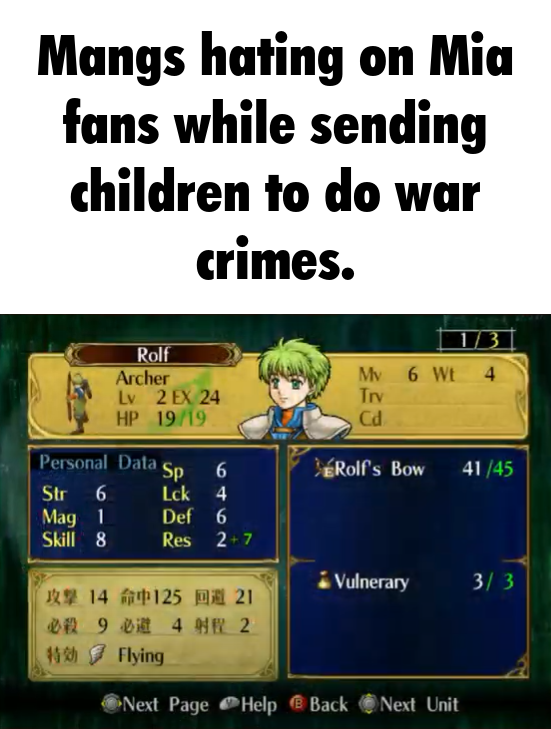 Mangs hating on Mia
fans while sending
children to do war
crimes.
1/3
Rolf
Archer
Lv 2 EX 24
HP 19/19
Mv 6 Wt 4
Trv
Cd
Personal Data
Sp 6
Str 6 Lck 4
Mag 1 Def 6
Skill 8 Res 2+7
E Rolf's Bow 41/45
Vulnerary 3/3
攻撃 14 命中125 回避 21
必殺 9 必避 4 射程 2
特効 Flying
Next Page Y Help B Back Next Unit